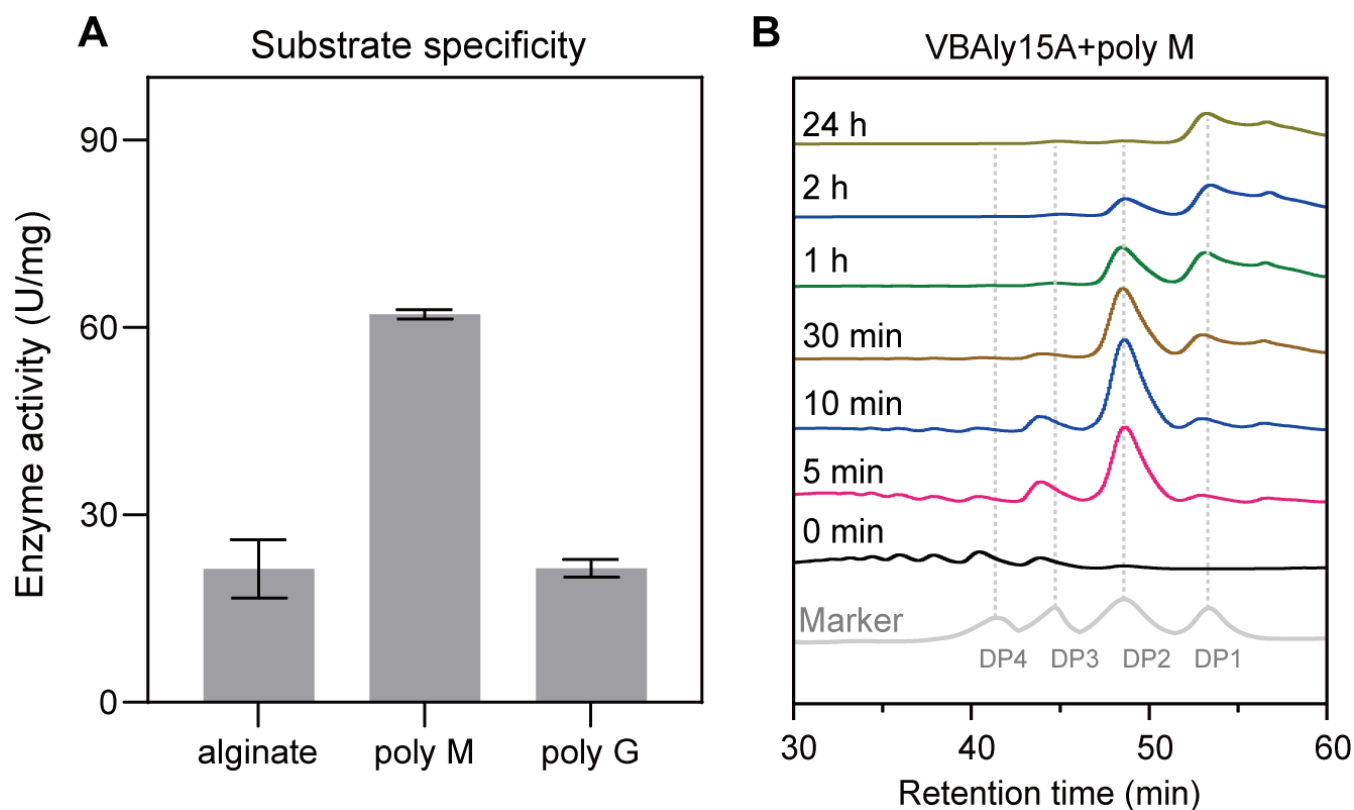 A
Substrate specificity
Enzyme activity (U/mg)
90
60
30
0
alginate poly M poly G
B
VBAly15A+poly M
24 h
2 h
1 h
30 min
10 min
5 min
0 min
Marker
DP4 DP3 DP2 DP1
30 40 50 60
Retention time (min)